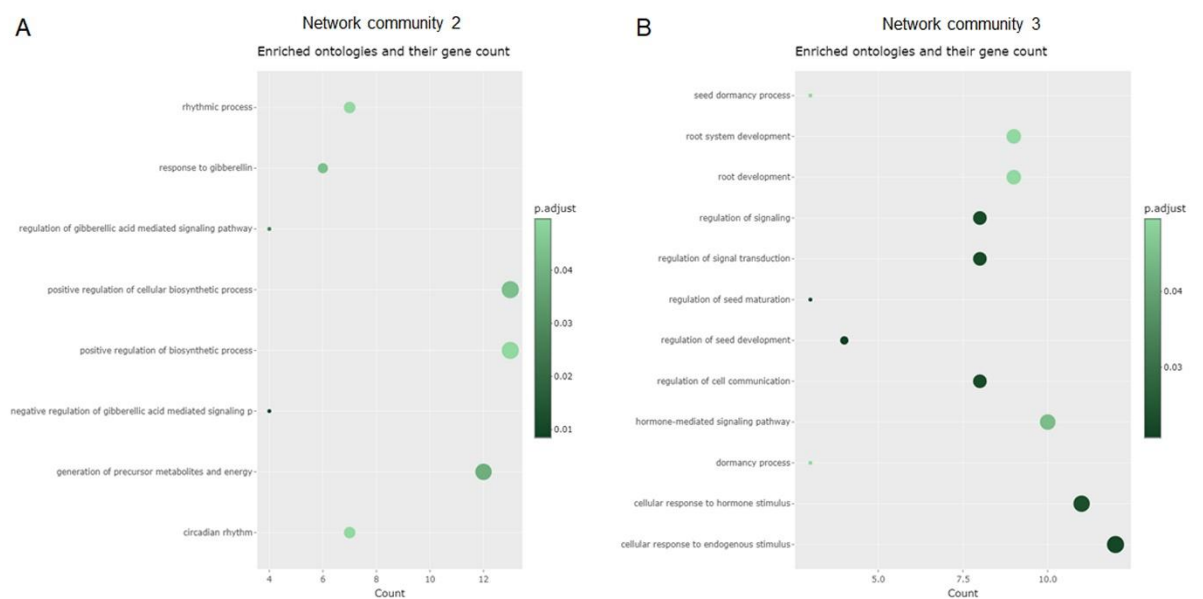 A
Network community 2
Enriched ontologies and their gene count
rhythmic process
response to gibberellin
regulation of gibberellic acid mediated signaling pathway
positive regulation of cellular biosynthetic process
positive regulation of biosynthetic process
negative regulation of gibberellic acid mediated signaling p
generation of precursor metabolites and energy
circadian rhythm
4 6 8 10 12
Count
p.adjust
0.04
0.03
0.02
0.01
B
Network community 3
Enriched ontologies and their gene count
seed dormancy process
root system development
root development
regulation of signaling
regulation of signal transduction
regulation of seed maturation
regulation of seed development
regulation of cell communication
hormone-mediated signaling pathway
dormancy process
cellular response to hormone stimulus
cellular response to endogenous stimulus
5.0 7.5 10.0
Count
p.adjust
0.04
0.03